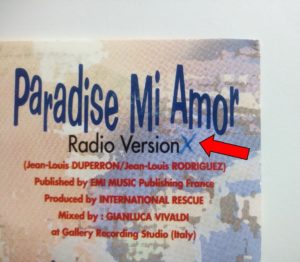 Paradise Mi Amor
Radio Version X
(Jean-Louis DUPERRON/Jean-Louis RODRIGUEZ)
Published by EMI MUSIC Publishing France
Produced by INTERNATIONAL RESCUE
Mixed by : GIANLUCA VIVALDI
at Gallery Recording Studio (Italy)